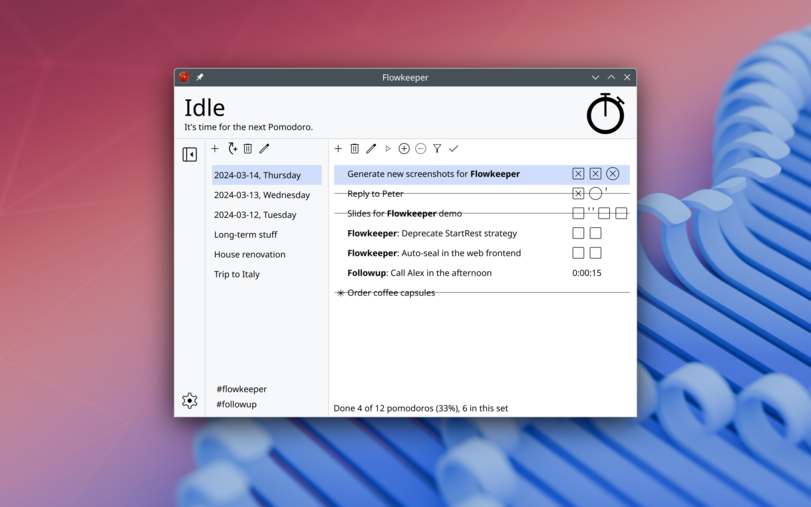 Flowkeeper
Idle
It's time for the next Pomodoro.
2024-03-14, Thursday
2024-03-13, Wednesday
2024-03-12, Tuesday
Long-term stuff
House renovation
Trip to Italy
#flowkeeper
#followup
Generate new screenshots for Flowkeeper
Reply to Peter
Slides for Flowkeeper demo
Flowkeeper: Deprecate StartRest strategy
Flowkeeper: Auto-seal in the web frontend
Followup: Call Alex in the afternoon 0:00:15
Order coffee capsules
Done 4 of 12 pomodoros (33%), 6 in this set